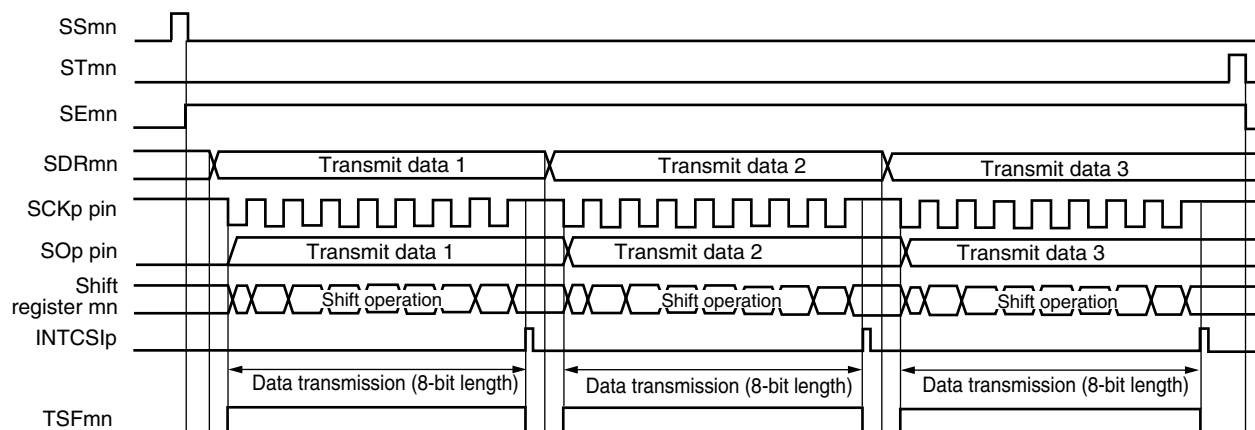 SSmn
STmn
SEmn
SDRmn Transmit data 1 Transmit data 2 Transmit data 3
SCKp pin
SOp pin Transmit data 1 Transmit data 2 Transmit data 3
Shift
register mn Shift operation Shift operation Shift operation
INTCSIp
Data transmission (8-bit length) Data transmission (8-bit length) Data transmission (8-bit length)
TSFmn